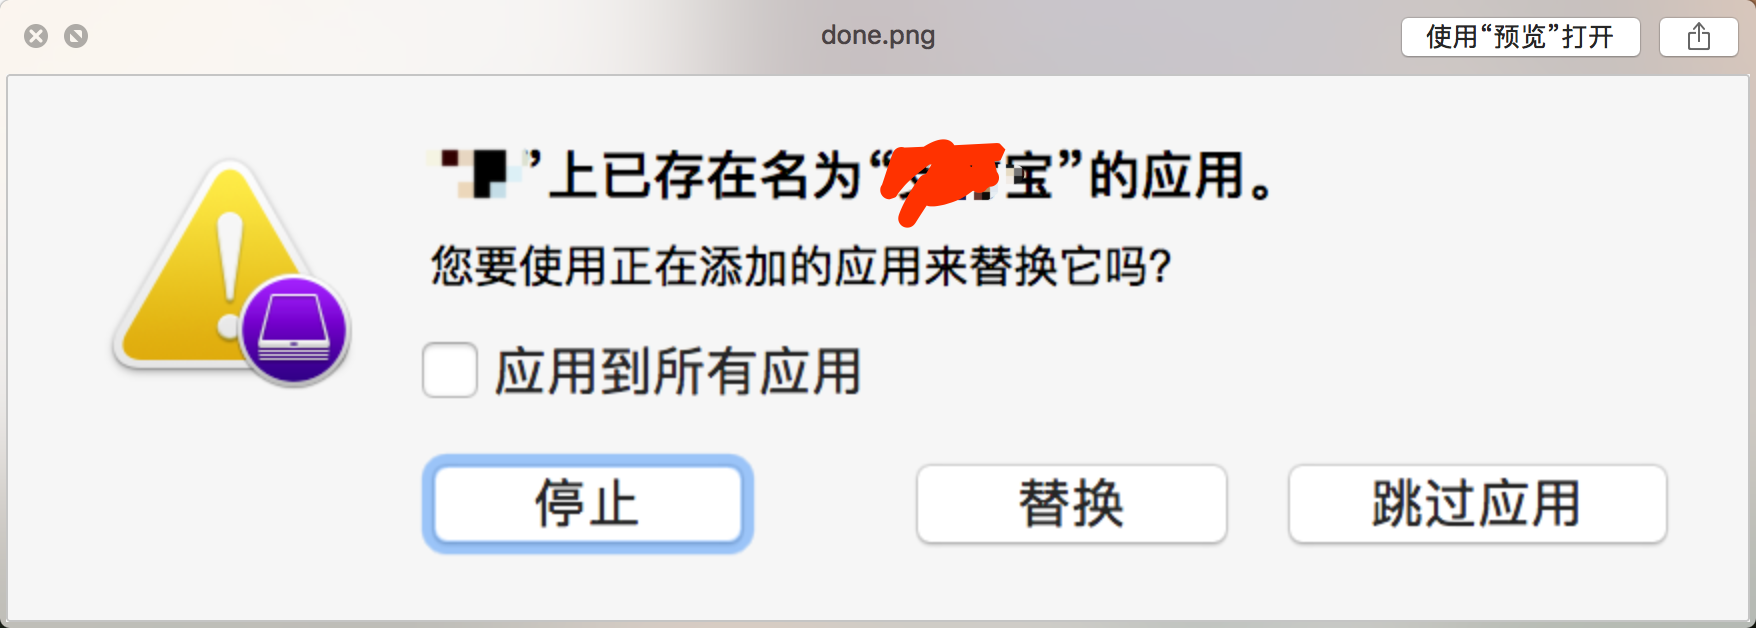 done.png
使用“预览”打开
”上已存在名为“宝”的应用。
您要使用正在添加的应用来替换它吗?
应用到所有应用
停止
替换
跳过应用